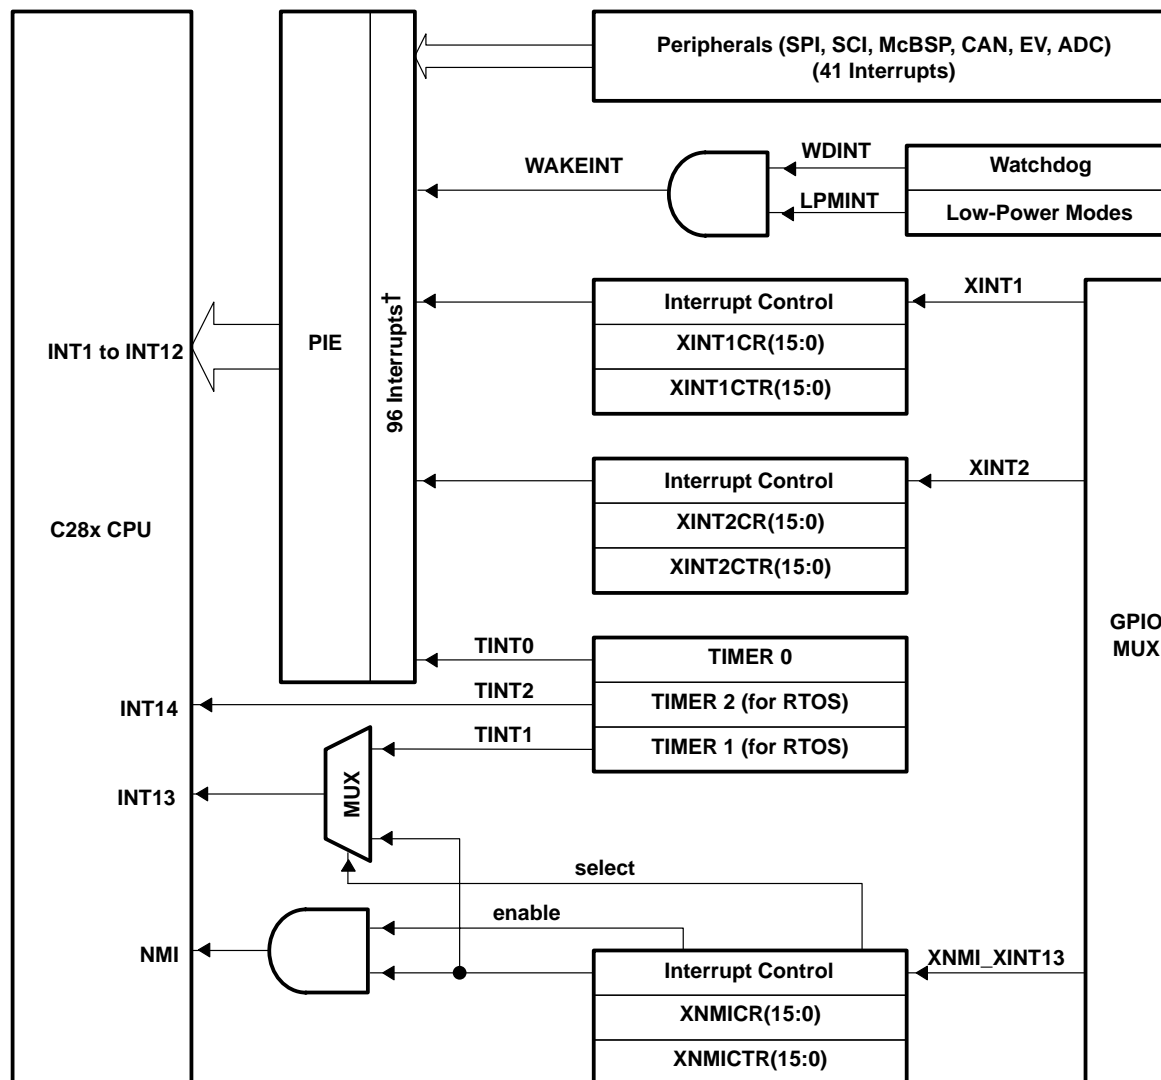 Peripherals (SPI, SCI, McBSP, CAN, EV, ADC)
(41 Interrupts)
WDINT
Watchdog
WAKEINT
LPMINT
Low-Power Modes
XINT1
Interrupt Control
XINT1CR(15:0)
XINT1CTR(15:0)
INT1 to INT12
PIE
96 Interrupts†
XINT2
Interrupt Control
XINT2CR(15:0)
XINT2CTR(15:0)
C28x CPU
GPIO
MUX
TINT0
TIMER 0
TINT2
TIMER 2 (for RTOS)
INT14
TINT1
TIMER 1 (for RTOS)
INT13
MUX
select
enable
NMI
XNMI_XINT13
Interrupt Control
XNMICR(15:0)
XNMICTR(15:0)